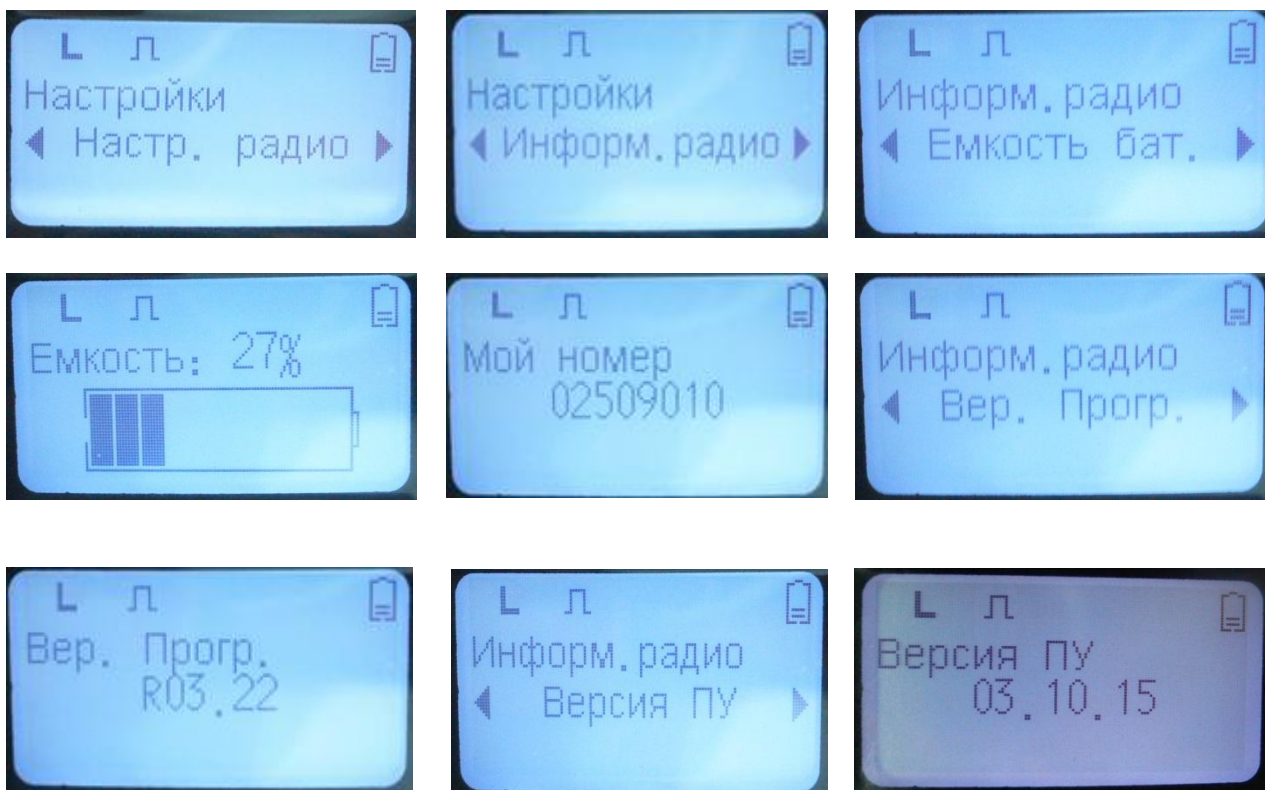 Настройки
◀ Настр. радио ▶
Настройки
◀ Информ.радио ▶
Информ.радио
◀ Емкость бат. ▶
Емкость: 27%
Мой номер
02509010
Информ.радио
◀ Вер. Прогр. ▶
Вер. Прогр.
R03.22
Информ.радио
◀ Версия ПУ ▶
Версия ПУ
03.10.15